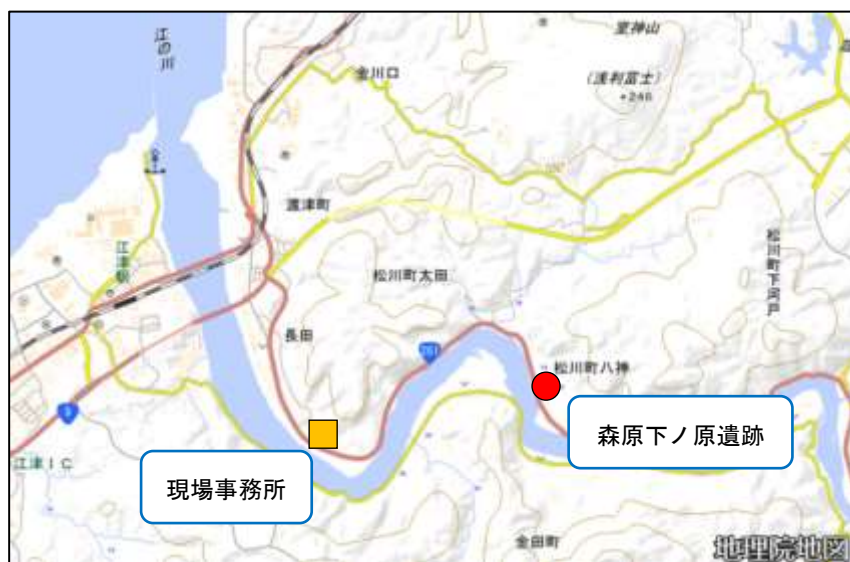 室神山
(浅利富士)
+246
江の川
金川口
渡津町
江津駅
松川町太田
松川町下河戸
長田
261
松川町八神
9
江津IC
森原下ノ原遺跡
現場事務所
金田町
地理院地図